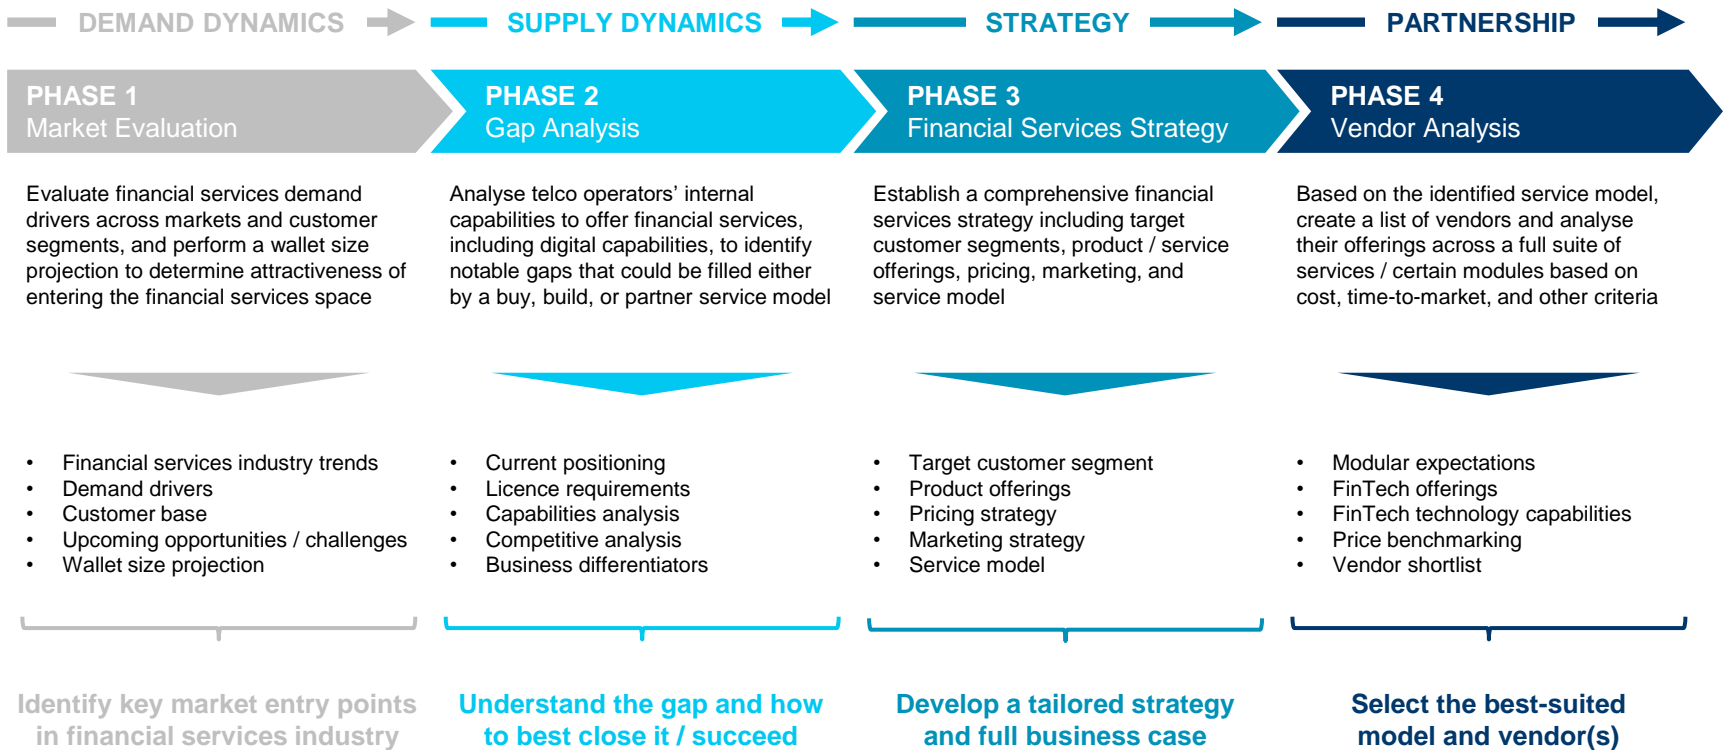 DEMAND DYNAMICS
SUPPLY DYNAMICS
STRATEGY
PARTNERSHIP
PHASE 1
Market Evaluation
PHASE 2
Gap Analysis
PHASE 3
Financial Services Strategy
PHASE 4
Vendor Analysis
Evaluate financial services demand
drivers across markets and customer
segments, and perform a wallet size
projection to determine attractiveness of
entering the financial services space
Analyse telco operators’ internal
capabilities to offer financial services,
including digital capabilities, to identify
notable gaps that could be filled either
by a buy, build, or partner service model
Establish a comprehensive financial
services strategy including target
customer segments, product / service
offerings, pricing, marketing, and
service model
Based on the identified service model,
create a list of vendors and analyse
their offerings across a full suite of
services / certain modules based on
cost, time-to-market, and other criteria
• Financial services industry trends
• Demand drivers
• Customer base
• Upcoming opportunities / challenges
• Wallet size projection
• Current positioning
• Licence requirements
• Capabilities analysis
• Competitive analysis
• Business differentiators
• Target customer segment
• Product offerings
• Pricing strategy
• Marketing strategy
• Service model
• Modular expectations
• FinTech offerings
• FinTech technology capabilities
• Price benchmarking
• Vendor shortlist
Identify key market entry points
in financial services industry
Understand the gap and how
to best close it / succeed
Develop a tailored strategy
and full business case
Select the best-suited
model and vendor(s)